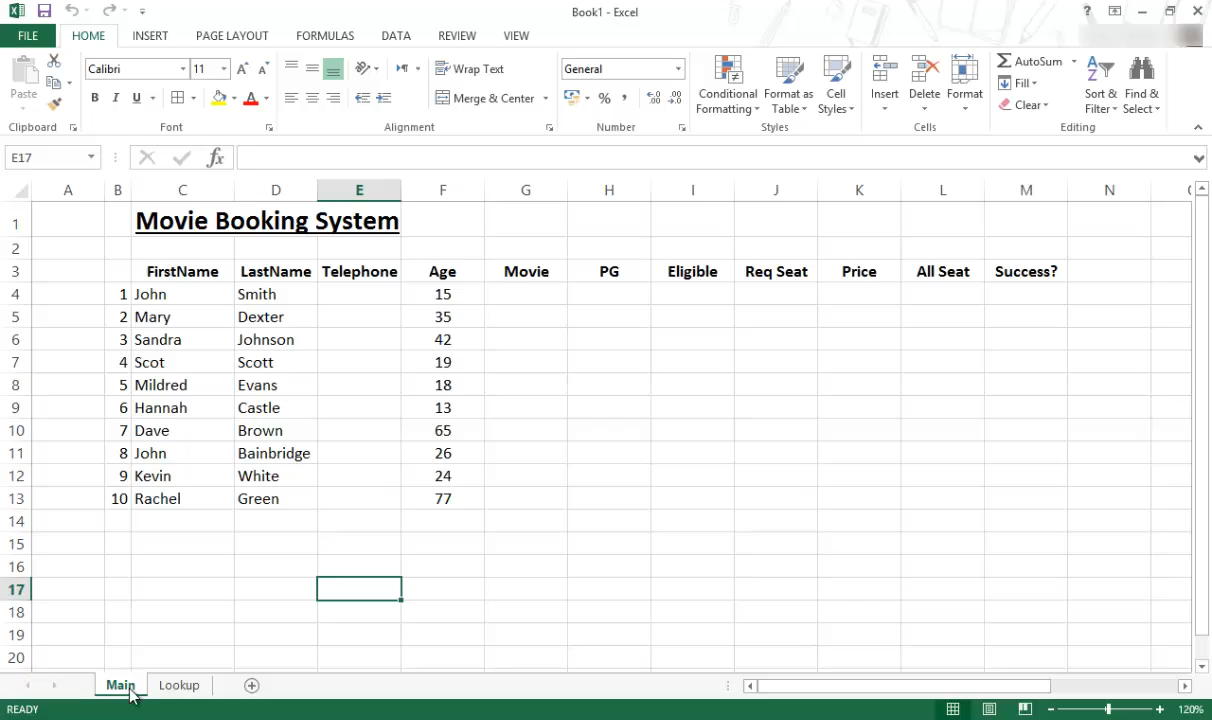 Book1 - Excel
FILE HOME INSERT PAGE LAYOUT FORMULAS DATA REVIEW VIEW
Paste
Calibri 11
B I U
Wrap Text
Merge & Center
General
%
Conditional Formatting
Format as Table
Cell Styles
Insert Delete Format
AutoSum
Fill
Clear
Sort & Filter
Find & Select
Clipboard Font Alignment Number Styles Cells Editing
E17 fx
A B C D E F G H I J K L M N
1 Movie Booking System
2
3 FirstName LastName Telephone Age Movie PG Eligible Req Seat Price All Seat Success?
4 1 John Smith 15
5 2 Mary Dexter 35
6 3 Sandra Johnson 42
7 4 Scot Scott 19
8 5 Mildred Evans 18
9 6 Hannah Castle 13
10 7 Dave Brown 65
11 8 John Bainbridge 26
12 9 Kevin White 24
13 10 Rachel Green 77
14
15
16
17
18
19
20
Main Lookup
READY 120%